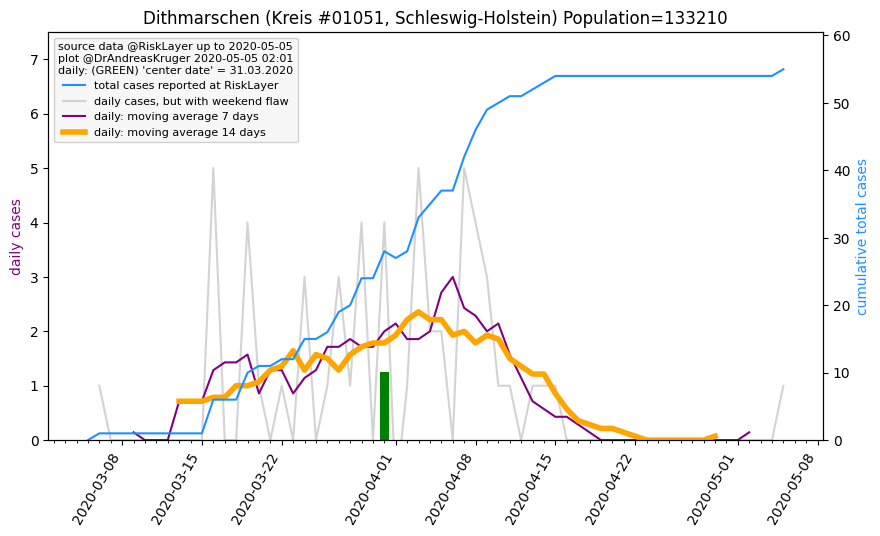 Dithmarschen (Kreis #01051, Schleswig-Holstein) Population=133210
source data @RiskLayer up to 2020-05-05
plot @DrAndreasKruger 2020-05-05 02:01
daily: (GREEN) 'center date' = 31.03.2020
total cases reported at RiskLayer
daily cases, but with weekend flaw
daily: moving average 7 days
daily: moving average 14 days
daily cases
7
6
5
4
3
2
1
0
cumulative total cases
60
50
40
30
20
10
0
2020-03-08
2020-03-15
2020-03-22
2020-04-01
2020-04-08
2020-04-15
2020-04-22
2020-05-01
2020-05-08